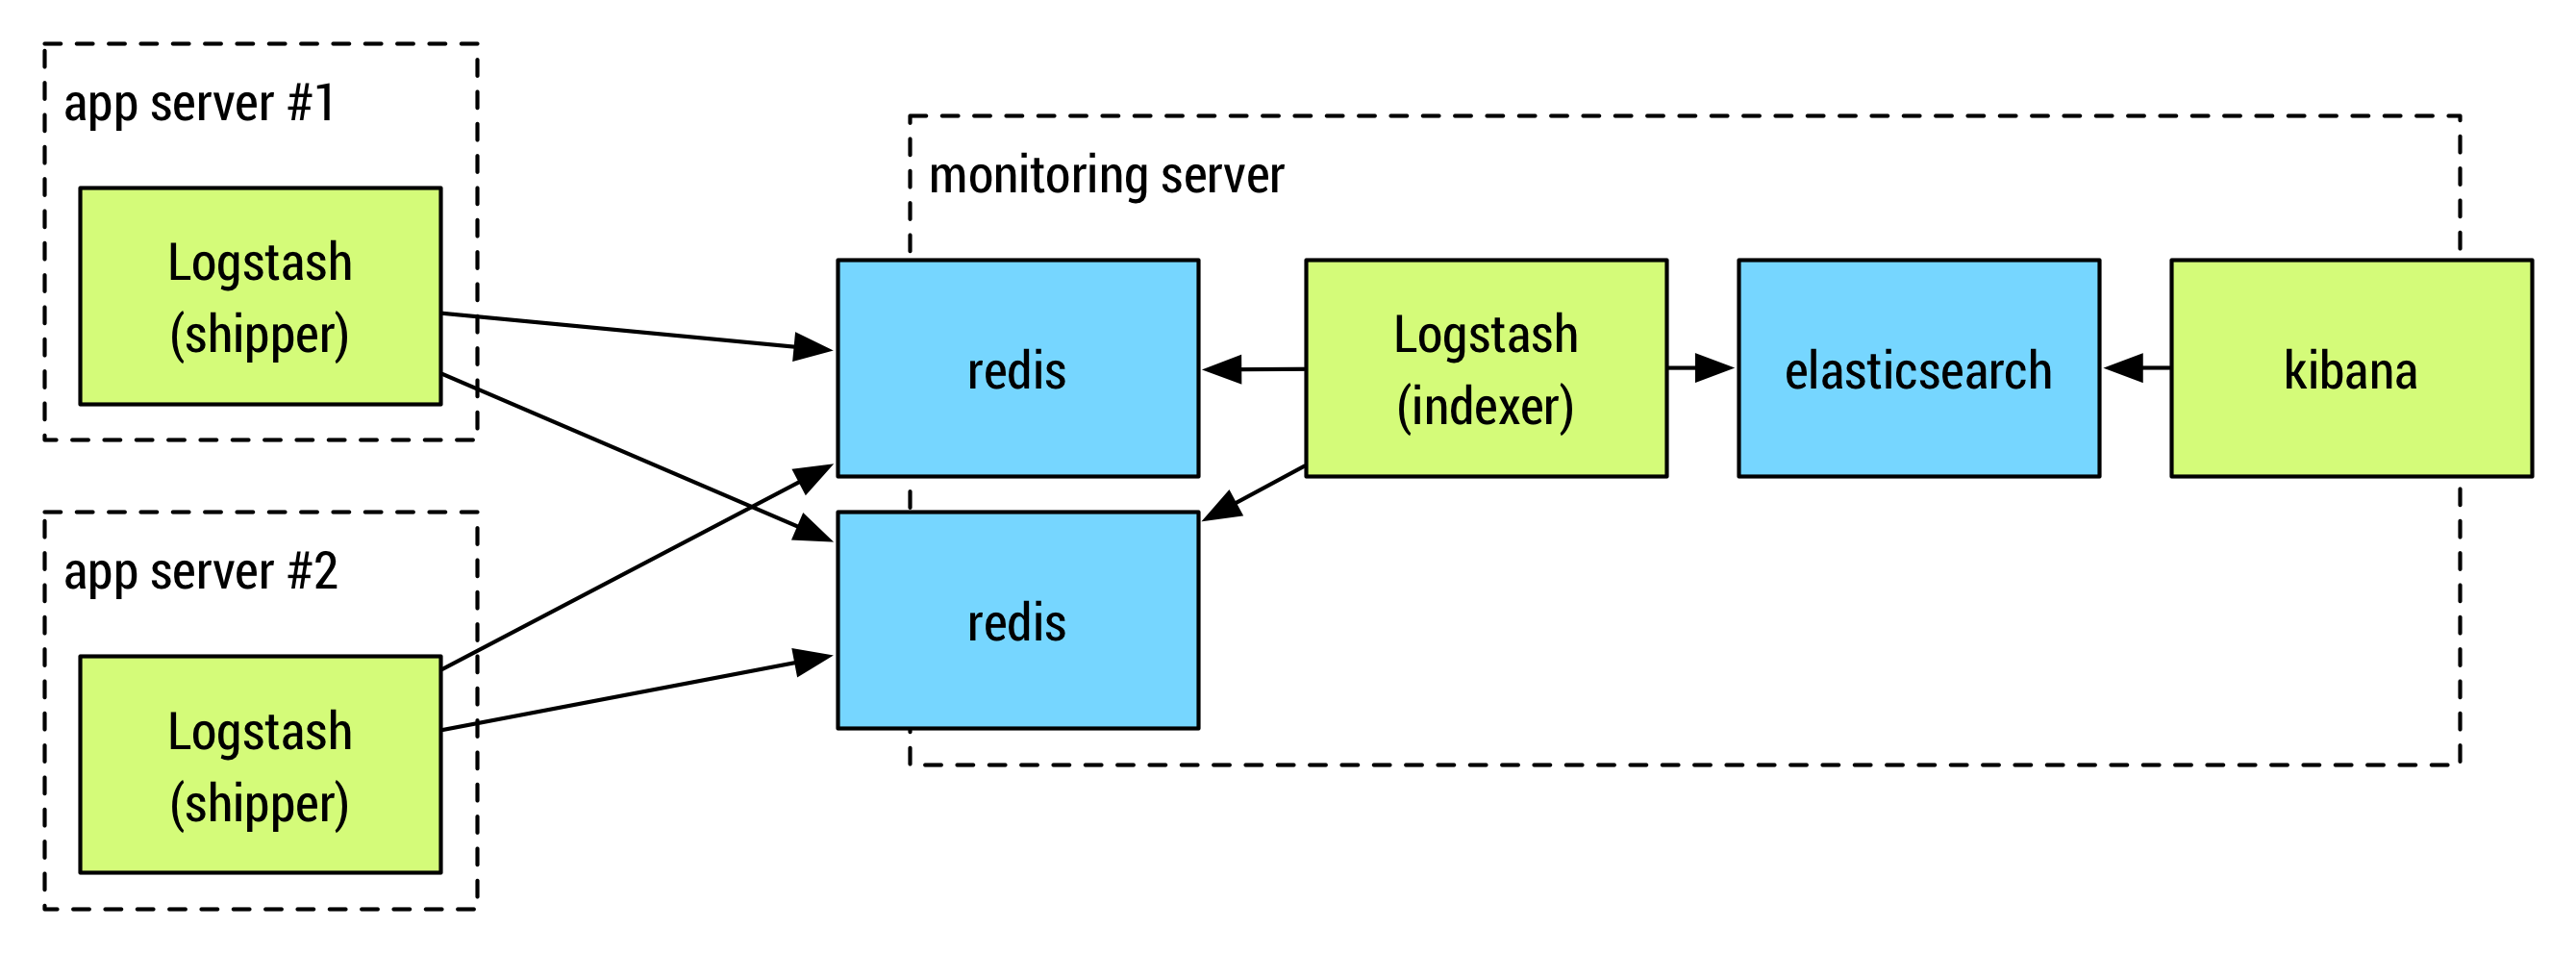 app server #1
Logstash
(shipper)
monitoring server
redis
Logstash
(indexer)
elasticsearch
kibana
app server #2
Logstash
(shipper)
redis